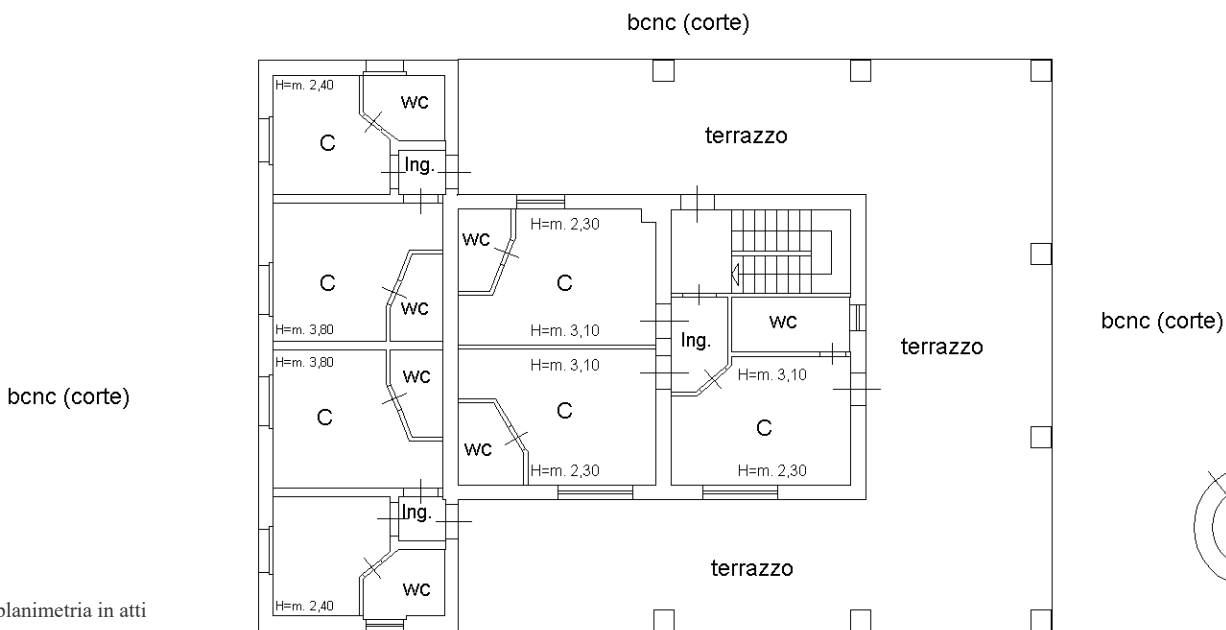 bcnc (corte)
H=m. 2,40
wc
C
terrazzo
Ing.
wc
H=m. 2,30
C
C
wc
H=m. 3,80
H=m. 3,10
Ing.
wc
bcnc (corte)
terrazzo
H=m. 3,80
wc
H=m. 3,10
H=m. 3,10
bcnc (corte)
C
C
C
wc
H=m. 2,30
H=m. 2,30
Ing.
terrazzo
wc
H=m. 2,40
planimetria in atti